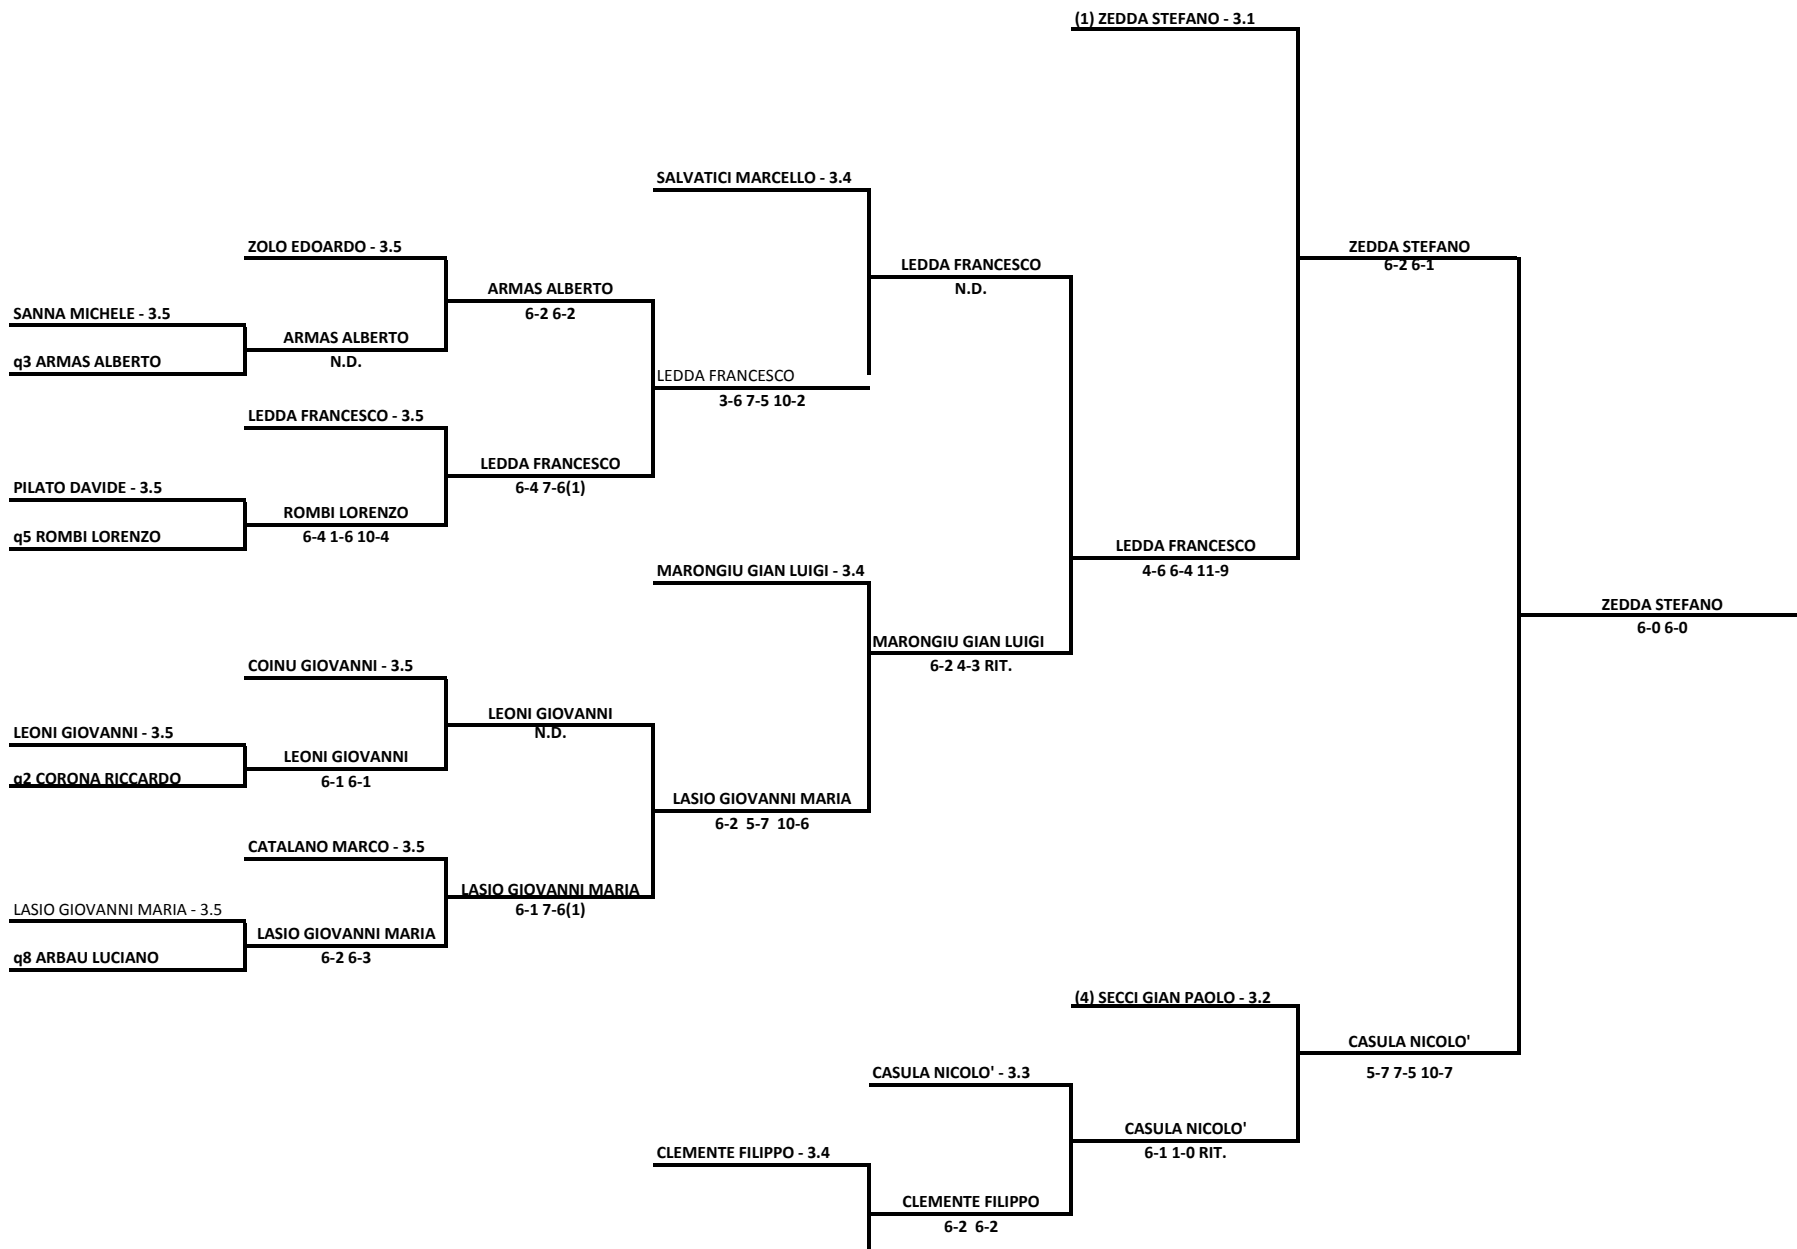 (1) ZEDDA STEFANO - 3.1
SALVATICI MARCELLO - 3.4
ZOLO EDOARDO - 3.5
ZEDDA STEFANO
6-2 6-1
LEDDA FRANCESCO
N.D.
ARMAS ALBERTO
6-2 6-2
SANNA MICHELE - 3.5
ARMAS ALBERTO
N.D.
q3 ARMAS ALBERTO
LEDDA FRANCESCO
3-6 7-5 10-2
LEDDA FRANCESCO - 3.5
LEDDA FRANCESCO
6-4 7-6(1)
PILATO DAVIDE - 3.5
ROMBI LORENZO
6-4 1-6 10-4
q5 ROMBI LORENZO
LEDDA FRANCESCO
4-6 6-4 11-9
MARONGIU GIAN LUIGI - 3.4
ZEDDA STEFANO
6-0 6-0
MARONGIU GIAN LUIGI
6-2 4-3 RIT.
COINU GIOVANNI - 3.5
LEONI GIOVANNI
N.D.
LEONI GIOVANNI - 3.5
LEONI GIOVANNI
6-1 6-1
q2 CORONA RICCARDO
LASIO GIOVANNI MARIA
6-2 5-7 10-6
CATALANO MARCO - 3.5
LASIO GIOVANNI MARIA
6-1 7-6(1)
LASIO GIOVANNI MARIA - 3.5
LASIO GIOVANNI MARIA
6-2 6-3
q8 ARBAU LUCIANO
(4) SECCI GIAN PAOLO - 3.2
CASULA NICOLO'
5-7 7-5 10-7
CASULA NICOLO' - 3.3
CASULA NICOLO'
6-1 1-0 RIT.
CLEMENTE FILIPPO - 3.4
CLEMENTE FILIPPO
6-2 6-2